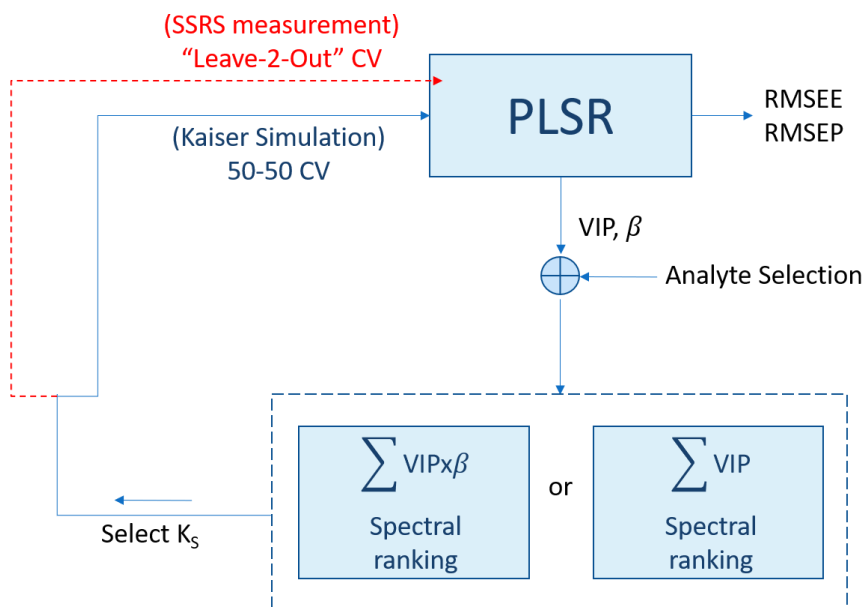 (SSRS measurement)
“Leave-2-Out” CV
PLSR
RMSEE
RMSEP
(Kaiser Simulation)
50-50 CV
VIP, β
Analyte Selection
∑ VIPxβ
Spectral
ranking
or
∑ VIP
Spectral
ranking
Select K_S